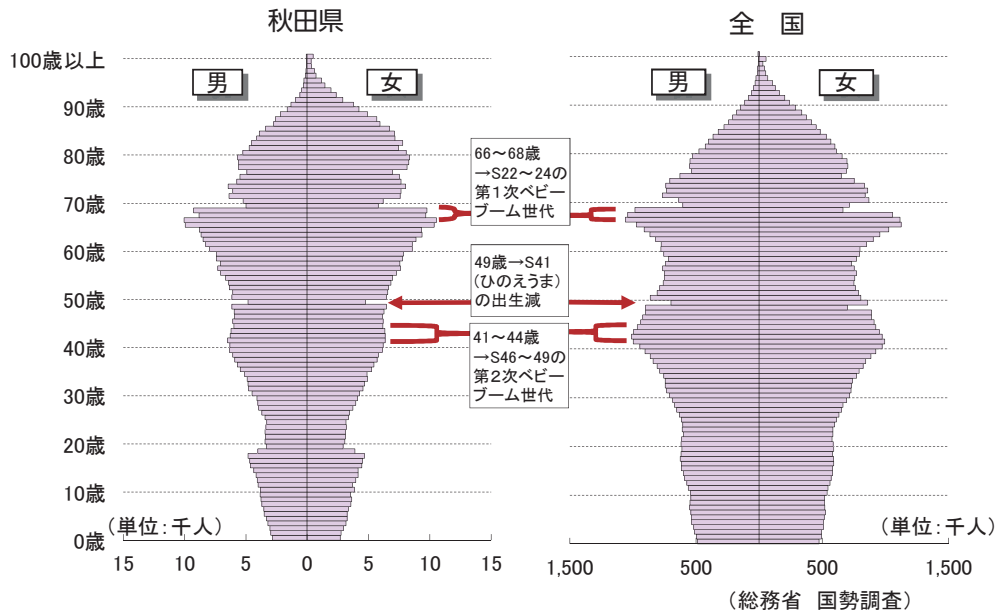 秋田県
全 国
100歳以上
90歳
80歳
70歳
60歳
50歳
40歳
30歳
20歳
10歳
0歳
男
女
男
女
66～68歳
→S22～24の
第1次ベビー
ブーム世代
49歳→S41
(ひのえうま)
の出生減
41～44歳
→S46～49の
第2次ベビー
ブーム世代
(単位:千人)
(単位:千人)
15 10 5 0 5 10 15
1,500 500 500 1,500
(総務省 国勢調査)